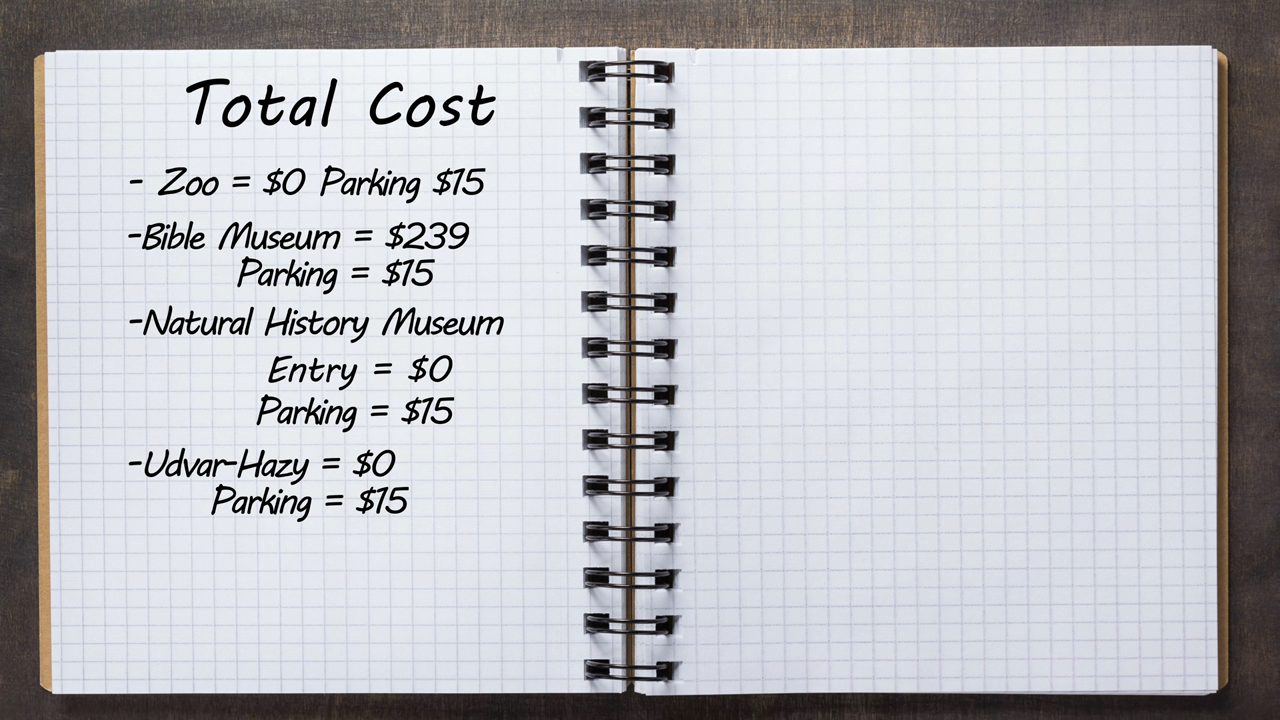 Total Cost
- Zoo = $0 Parking $15
-Bible Museum = $239
Parking = $15
-Natural History Museum
Entry = $0
Parking = $15
-Udvar-Hazy = $0
Parking = $15